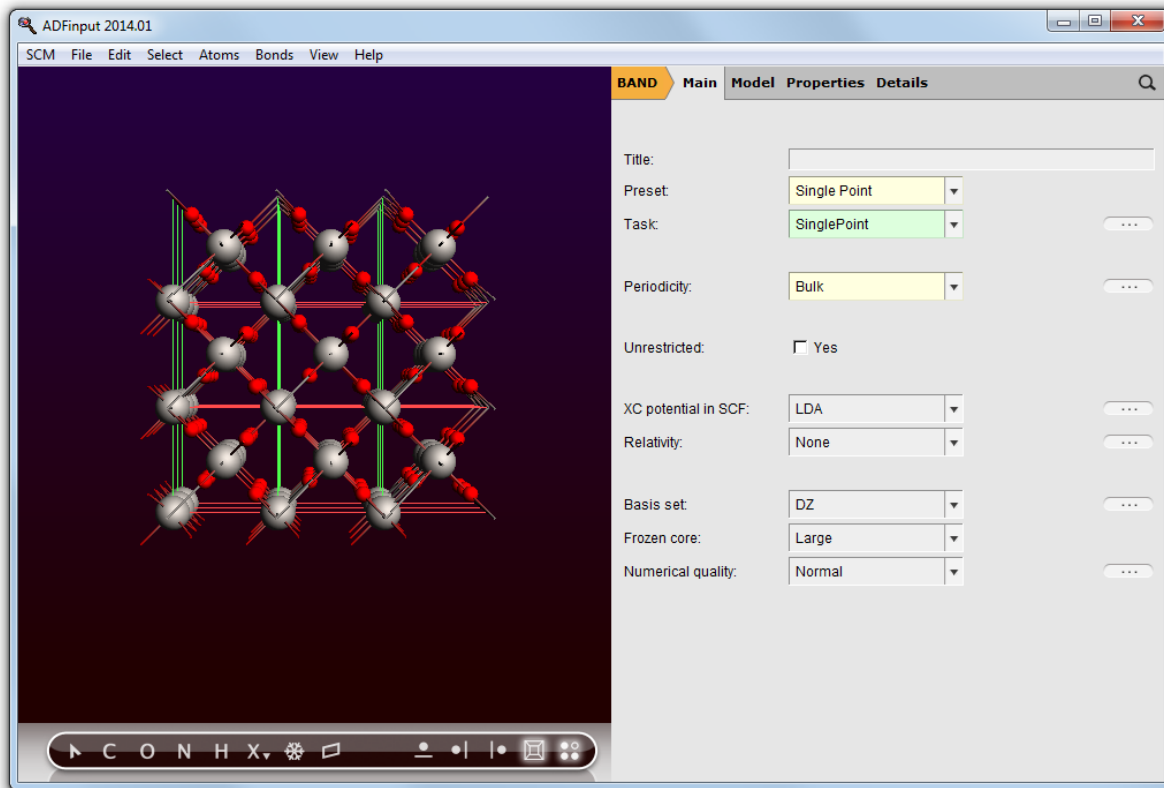 ADFinput 2014.01
SCM File Edit Select Atoms Bonds View Help
BAND Main Model Properties Details
Title:
Preset: Single Point
Task: SinglePoint
Periodicity: Bulk
Unrestricted: Yes
XC potential in SCF: LDA
Relativity: None
Basis set: DZ
Frozen core: Large
Numerical quality: Normal
C O N H X